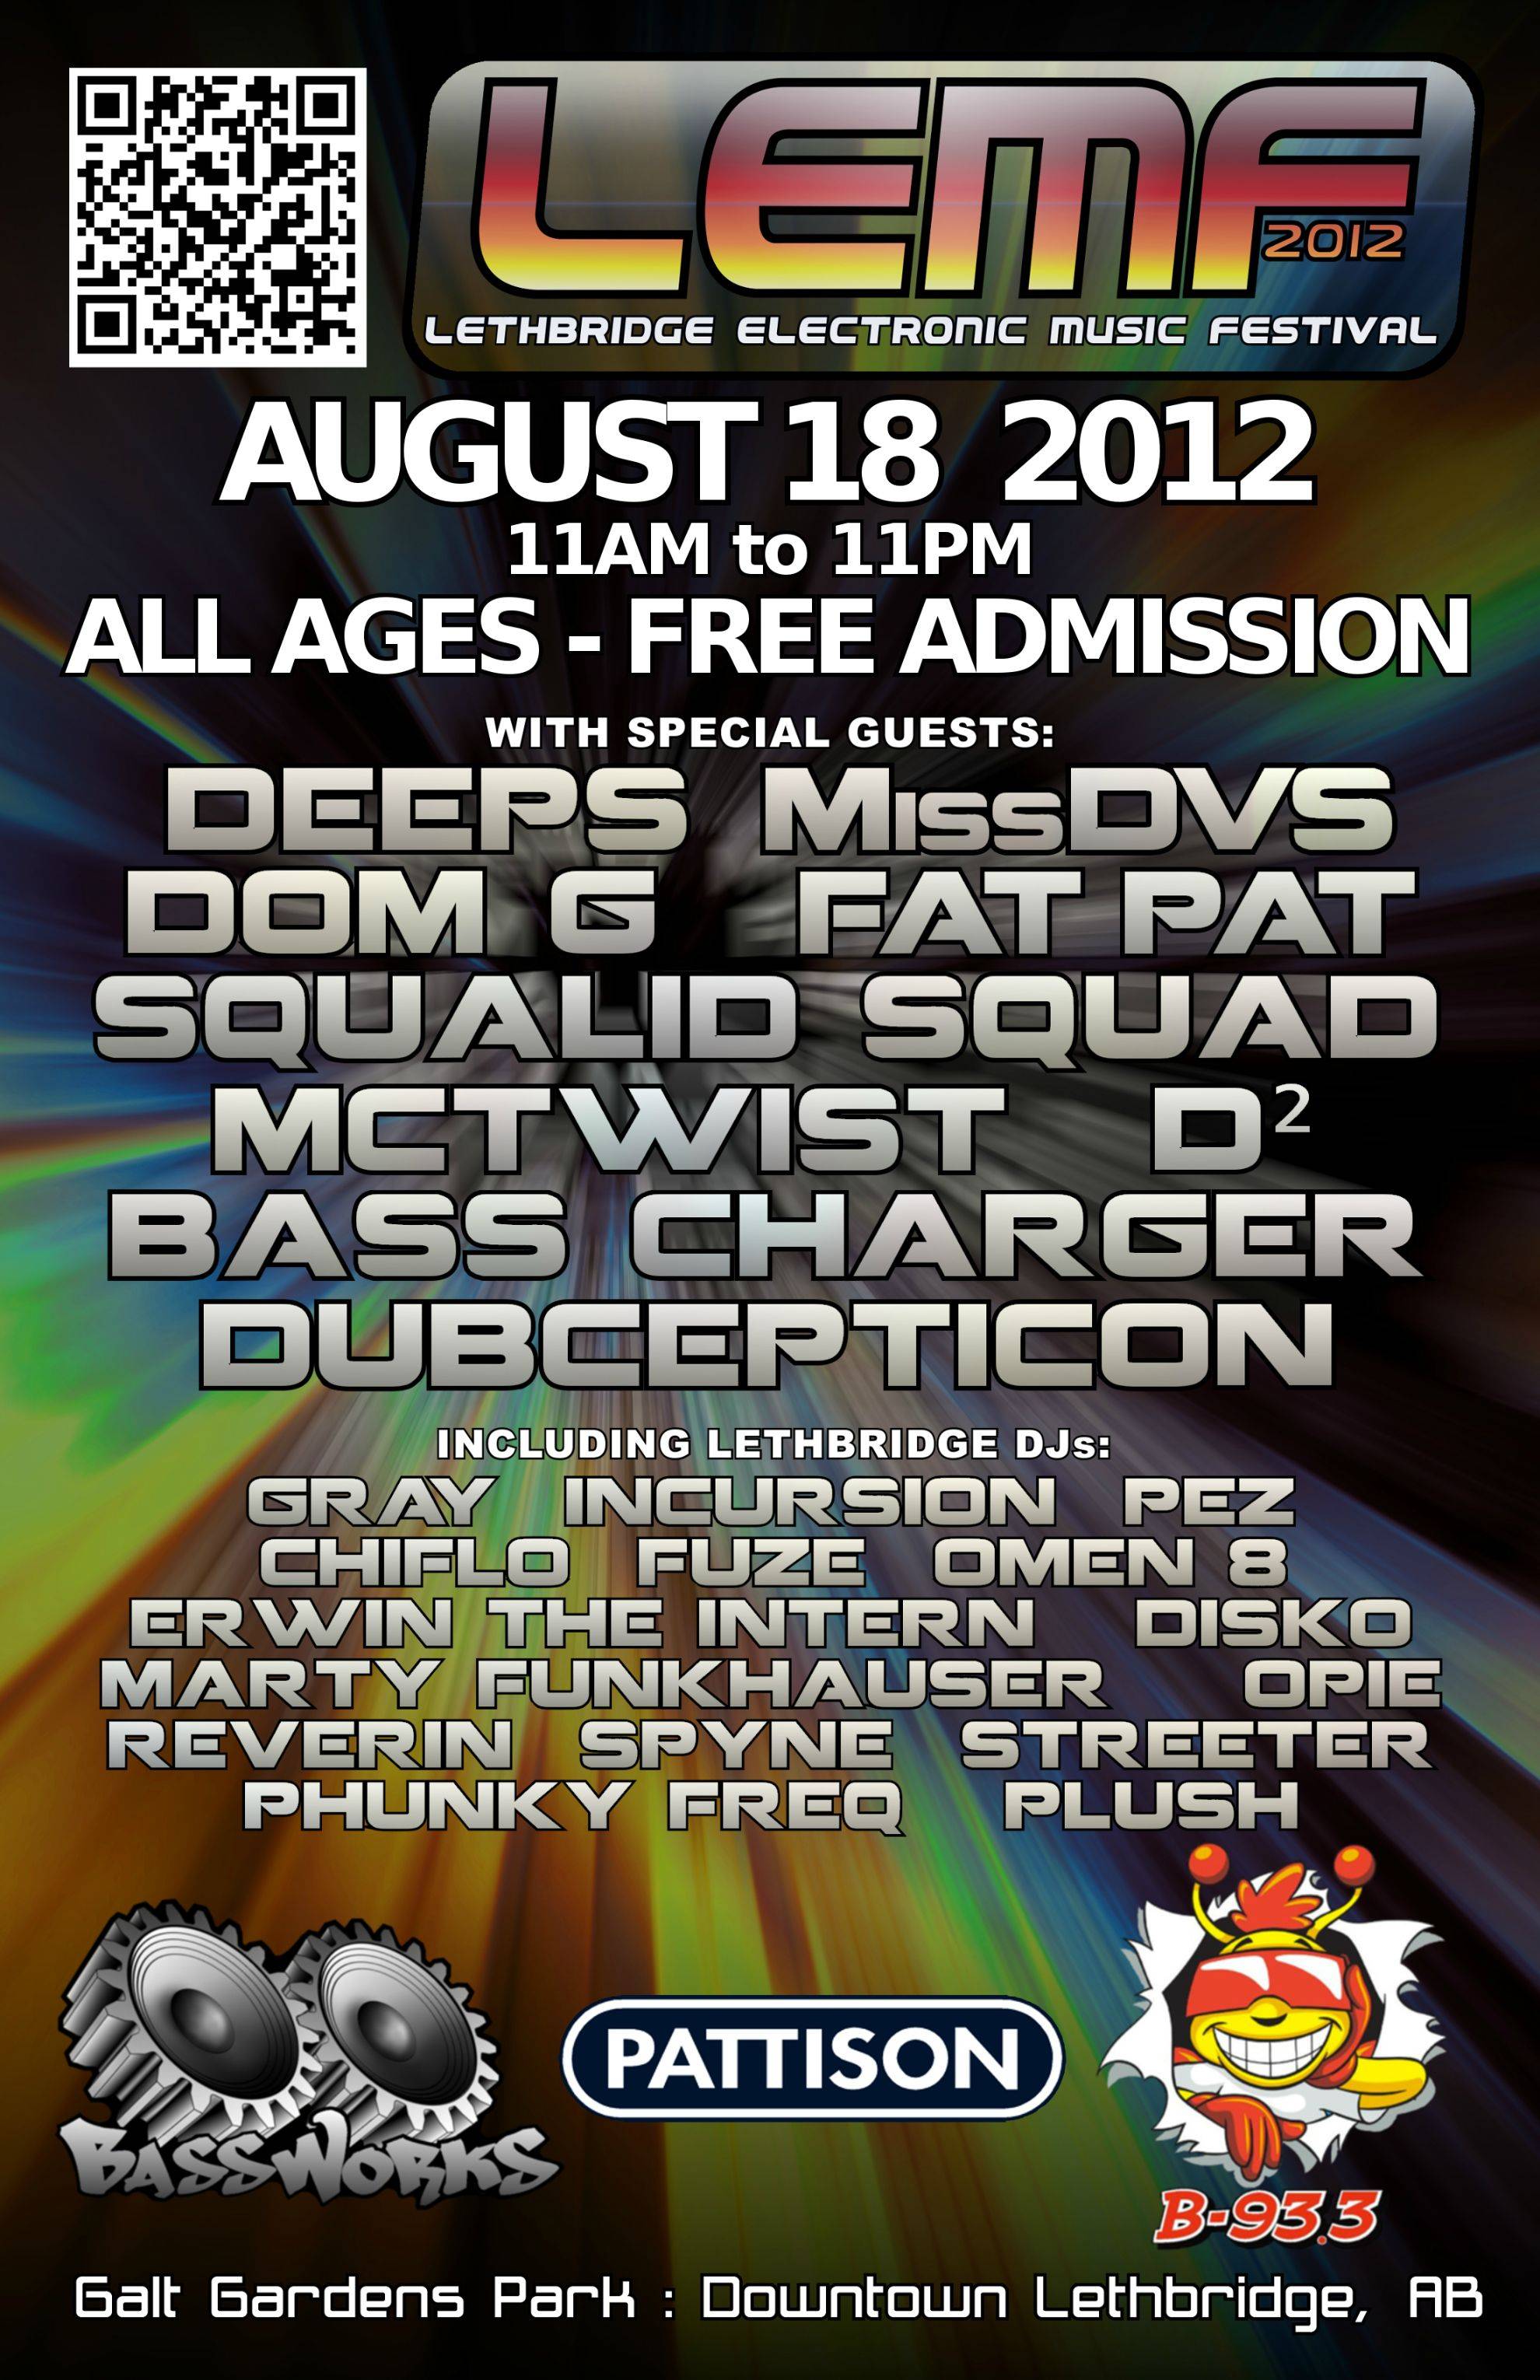 LEMF
2012
LETHBRIDGE ELECTRONIC MUSIC FESTIVAL
AUGUST 18 2012
11AM to 11PM
ALL AGES - FREE ADMISSION
WITH SPECIAL GUESTS:
DEEPS MissDVS
DOM G FAT PAT
SQUALID SQUAD
MCTWIST D²
BASS CHARGER
DUBCEPTICON
INCLUDING LETHBRIDGE DJs:
GRAY INCURSION PEZ
CHIFLO FUZE OMEN 8
ERWIN THE INTERN DISKO
MARTY FUNKHAUSER OPIE
REVERIN SPYNE STREETER
PHUNKY FREQ PLUSH
BASSWORKS
PATTISON
B-93.3
Galt Gardens Park : Downtown Lethbridge, AB